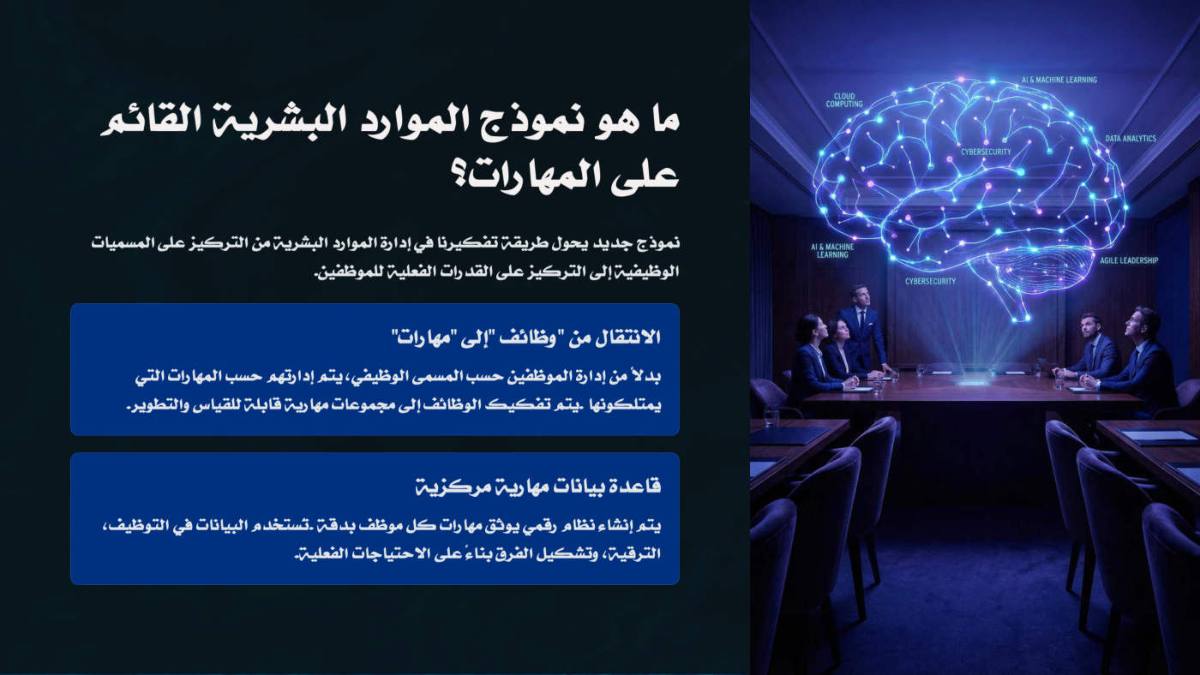 ما هو نموذج الموارد البشرية القائم
على المهارات؟
نموذج جديد يحول طريقة تفكيرنا في إدارة الموارد البشرية من التركيز على المسميات
الوظيفية إلى التركيز على القدرات الفعلية للموظفين.
الانتقال من "وظائف "إلى "مهارات"
بدلاً من إدارة الموظفين حسب المسمى الوظيفي، يتم إدارتهم حسب المهارات التي
يمتلكونها .يتم تفكيك الوظائف إلى مجموعات مهارية قابلة للقياس والتطوير.
قاعدة بيانات مهارية مركزية
يتم إنشاء نظام رقمي يوثق مهارات كل موظف بدقة .تُستخدم البيانات في التوظيف،
الترقية، وتشكيل الفرق بناءً على الاحتياجات الفعلية.
AI & MACHINE LEARNING
CLOUD
COMPUTING
DATA ANALYTICS
CYBERSECURITY
AI & MACHINE
LEARNING
AGILE LEADERSHIP
CYBERSECURITY